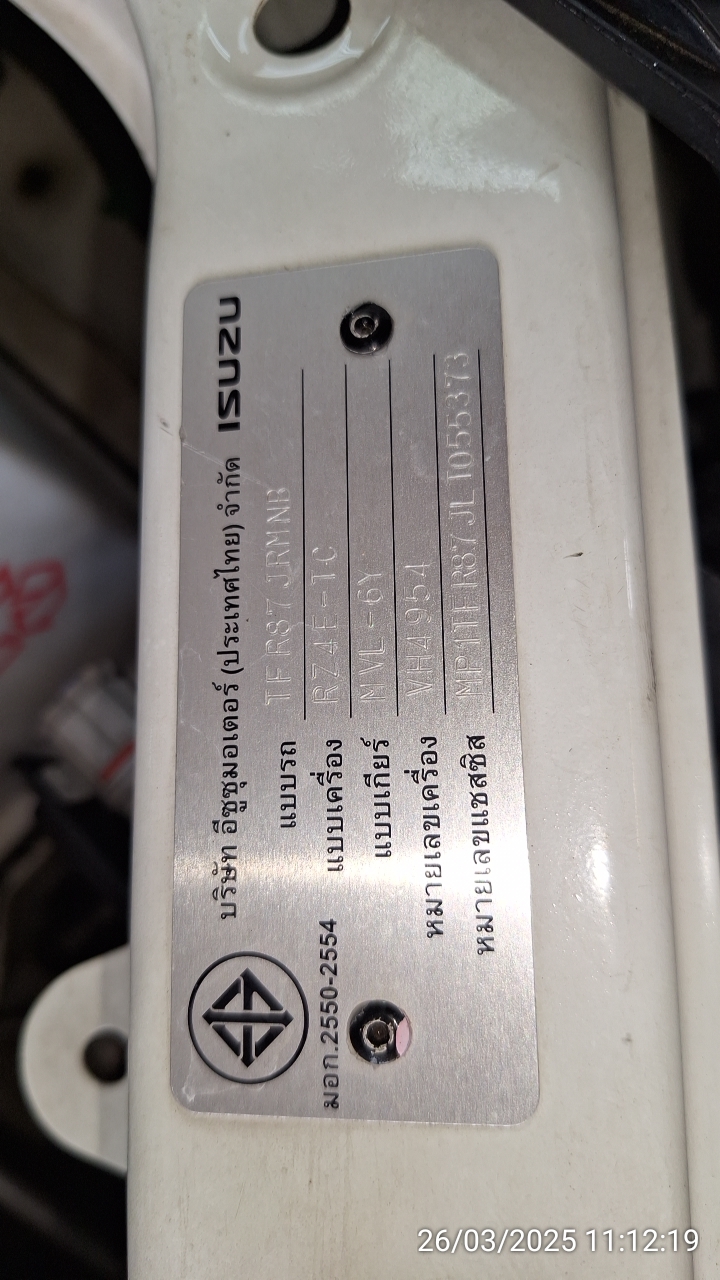 บริษัท อีซูซุมอเตอร์ (ประเทศไทย) จำกัด ISUZU
แบบรถ TFR87JRMNB
แบบเครื่อง RZ4E-TC
มอก.2550-2554
แบบเกียร์ MVL-6Y
หมายเลขเครื่อง VH4954
หมายเลขแชสซิส MP1TFR87JLT055373
26/03/2025 11:12:19